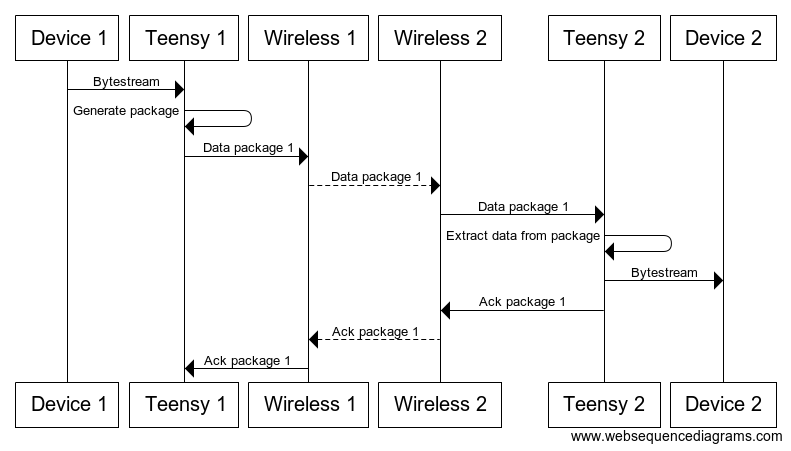 Device 1
Teensy 1
Wireless 1
Wireless 2
Teensy 2
Device 2
Bytestream
Generate package
Data package 1
Data package 1
Data package 1
Extract data from package
Bytestream
Ack package 1
Ack package 1
Ack package 1
Device 1
Teensy 1
Wireless 1
Wireless 2
Teensy 2
Device 2
www.websequencediagrams.com